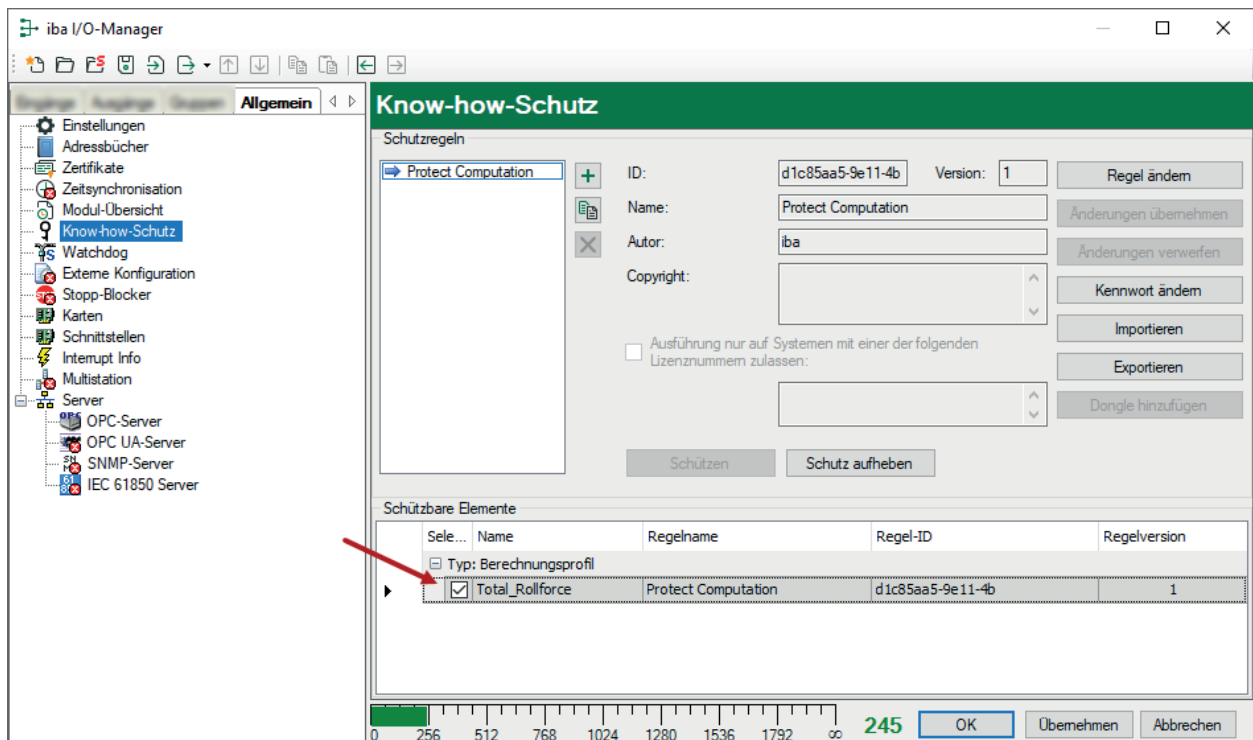 iba I/O-Manager
Allgemein
Einstellungen
Adressbücher
Zertifikate
Zeitsynchronisation
Modul-Übersicht
Know-how-Schutz
Watchdog
Externe Konfiguration
Stopp-Blocker
Karten
Schnittstellen
Interrupt Info
Multistation
Server
OPC-Server
OPC UA-Server
SNMP-Server
IEC 61850 Server
Know-how-Schutz
Schutzregeln
Protect Computation
ID: d1c85aa5-9e11-4b Version: 1
Name: Protect Computation
Autor: iba
Copyright:
Ausführung nur auf Systemen mit einer der folgenden
Lizenznummern zulassen:
Regel ändern
Änderungen übernehmen
Änderungen verwerfen
Kennwort ändern
Importieren
Exportieren
Dongle hinzufügen
Schützen Schutz aufheben
Schützbare Elemente
Sele... Name Regelname Regel-ID Regelversion
Typ: Berechnungsprofil
Total_Rollforce Protect Computation d1c85aa5-9e11-4b 1
0 256 512 768 1024 1280 1536 1792 ∞ 245 OK Übernehmen Abbrechen